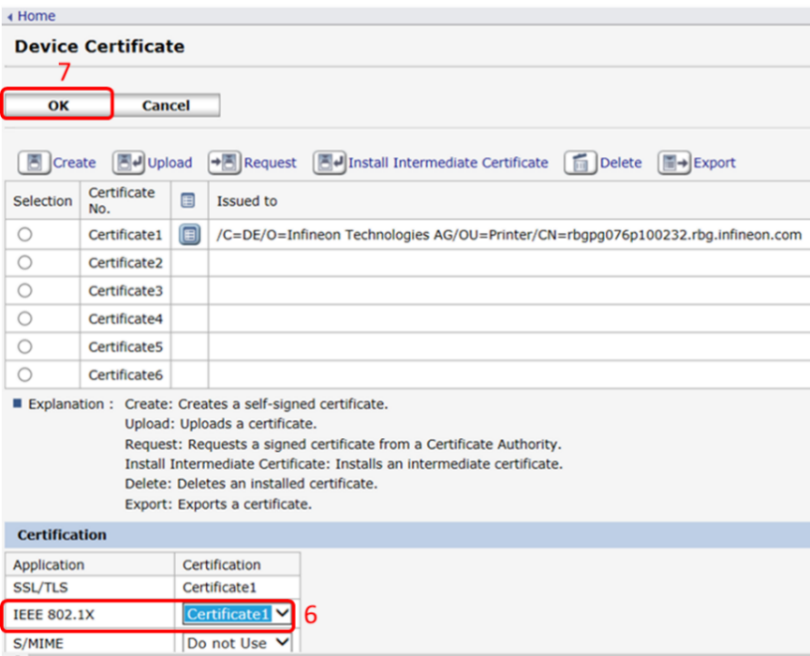 Home
Device Certificate
7
OK Cancel
Create Upload Request Install Intermediate Certificate Delete Export
Selection Certificate No. Issued to
Certificate1 /C=DE/O=Infineon Technologies AG/OU=Printer/CN=rbgpg076p100232.rbg.infineon.com
Certificate2
Certificate3
Certificate4
Certificate5
Certificate6
Explanation : Create: Creates a self-signed certificate.
Upload: Uploads a certificate.
Request: Requests a signed certificate from a Certificate Authority.
Install Intermediate Certificate: Installs an intermediate certificate.
Delete: Deletes an installed certificate.
Export: Exports a certificate.
Certification
Application Certification
SSL/TLS Certificate1
IEEE 802.1X Certificate1 6
S/MIME Do not Use